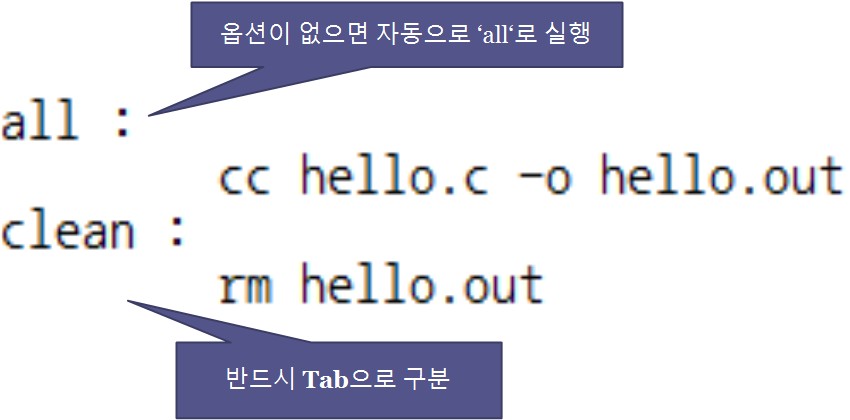 옵션이 없으면 자동으로 ‘all‘로 실행
all :
cc hello.c -o hello.out
clean :
rm hello.out
반드시 Tab으로 구분